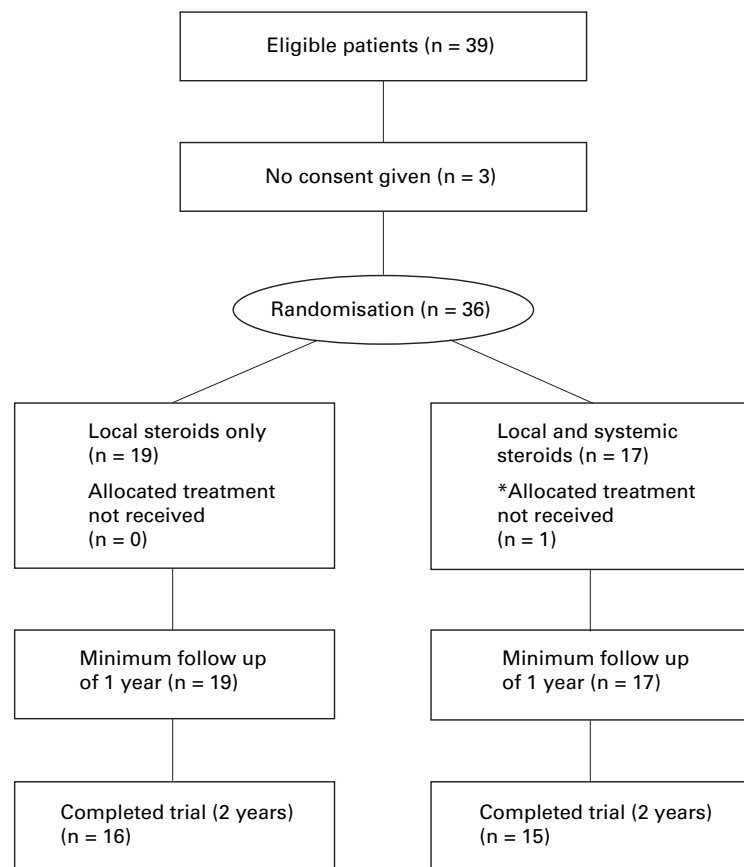 Eligible patients (n = 39)
No consent given (n = 3)
Randomisation (n = 36)
Local steroids only
(n = 19)
Allocated treatment
not received
(n = 0)
Local and systemic
steroids (n = 17)
*Allocated treatment
not received
(n = 1)
Minimum follow up
of 1 year (n = 19)
Minimum follow up
of 1 year (n = 17)
Completed trial (2 years)
(n = 16)
Completed trial (2 years)
(n = 15)